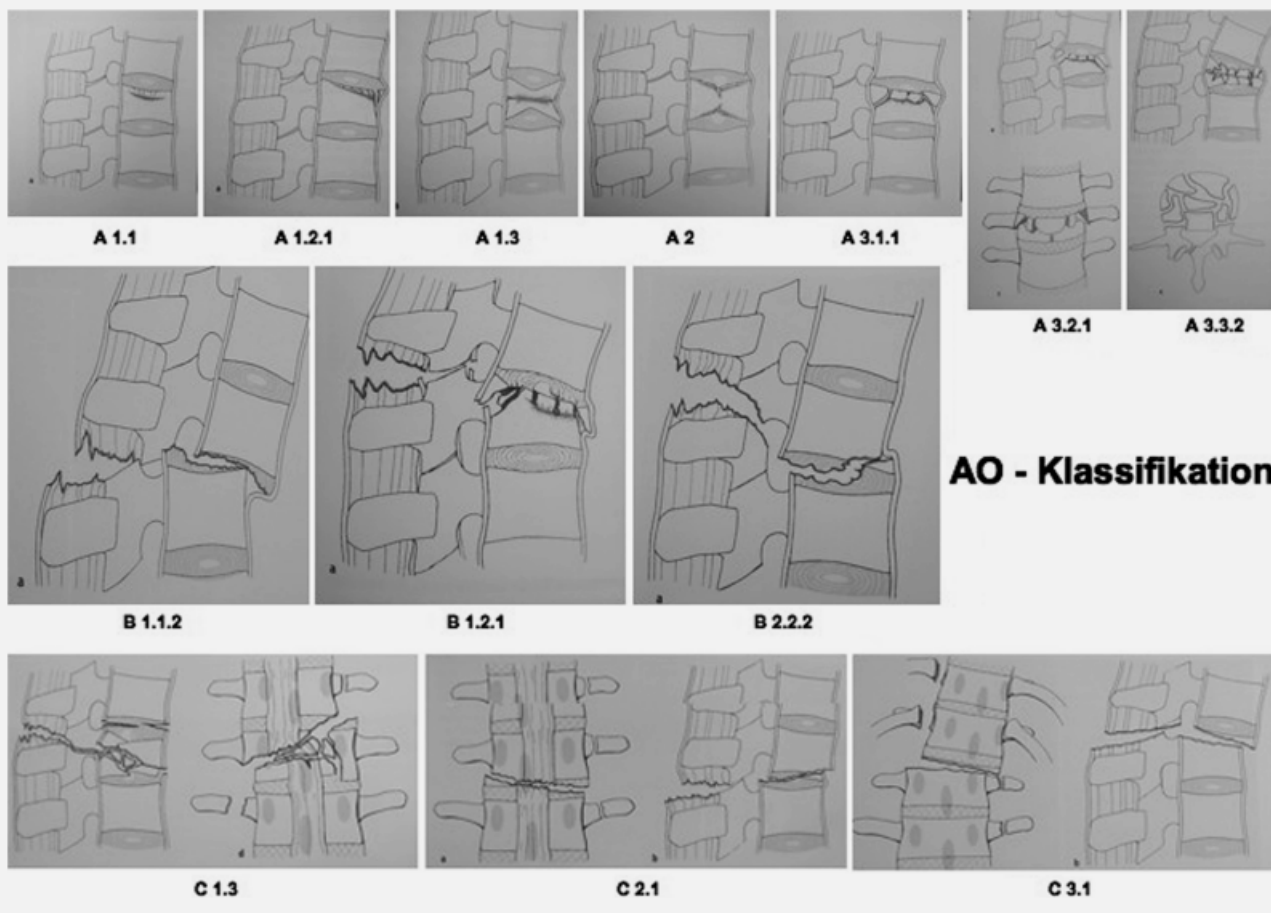 A 1.1
A 1.2.1
A 1.3
A 2
A 3.1.1
A 3.2.1
A 3.3.2
B 1.1.2
B 1.2.1
B 2.2.2
AO - Klassifikation
C 1.3
C 2.1
C 3.1